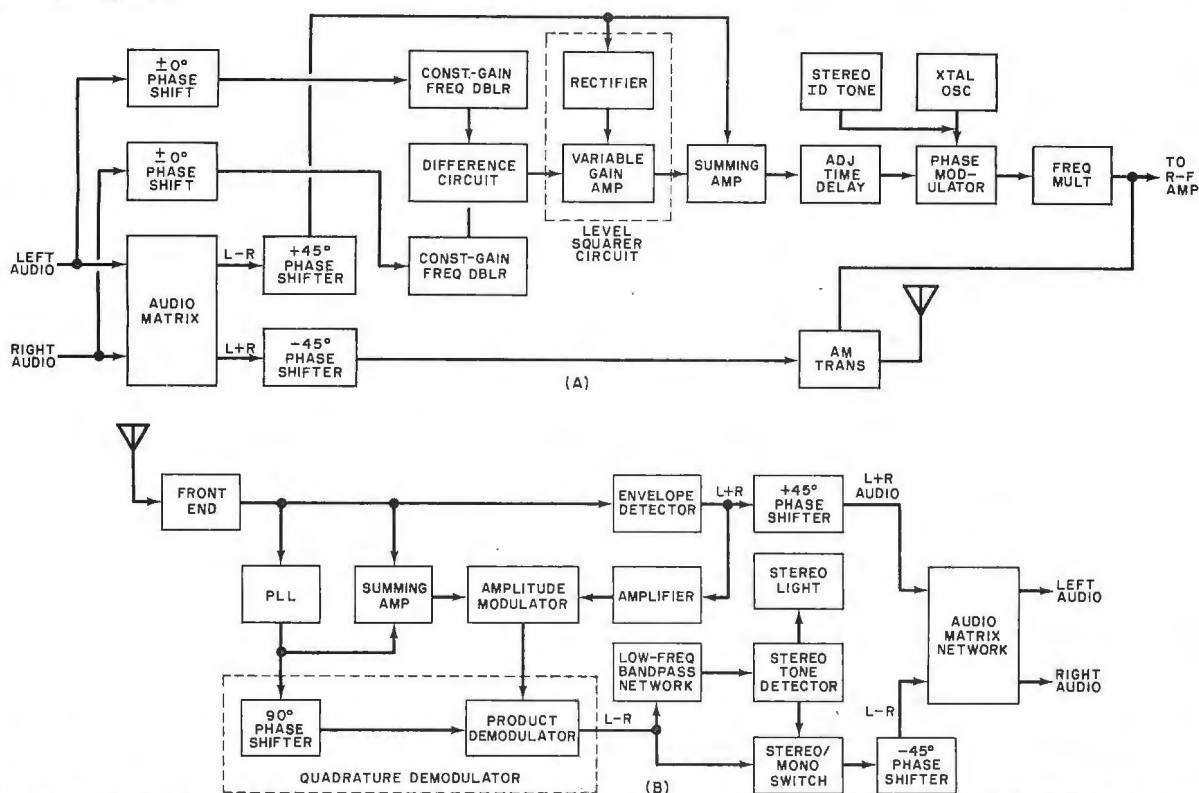 ±0°
PHASE
SHIFT
CONST.-GAIN
FREQ DBLR
RECTIFIER
STEREO
ID TONE
XTAL
OSC
±0°
PHASE
SHIFT
DIFFERENCE
CIRCUIT
VARIABLE
GAIN
AMP
SUMMING
AMP
ADJ
TIME
DELAY
PHASE
MOD-
ULATOR
FREQ
MULT
TO
R-F
AMP
LEVEL
SQUARER
CIRCUIT
LEFT
AUDIO
AUDIO
MATRIX
L−R
+45°
PHASE
SHIFTER
CONST-GAIN
FREQ DBLR
RIGHT
AUDIO
L+R
−45°
PHASE
SHIFTER
AM
TRANS
(A)
FRONT
END
ENVELOPE
DETECTOR
L+R
+45°
PHASE
SHIFTER
L+R
AUDIO
PLL
SUMMING
AMP
AMPLITUDE
MODULATOR
AMPLIFIER
STEREO
LIGHT
AUDIO
MATRIX
NETWORK
LEFT
AUDIO
RIGHT
AUDIO
LOW-FREQ
BANDPASS
NETWORK
STEREO
TONE
DETECTOR
90°
PHASE
SHIFTER
PRODUCT
DEMODULATOR
L−R
L−R
STEREO/
MONO
SWITCH
−45°
PHASE
SHIFTER
QUADRATURE DEMODULATOR
(B)